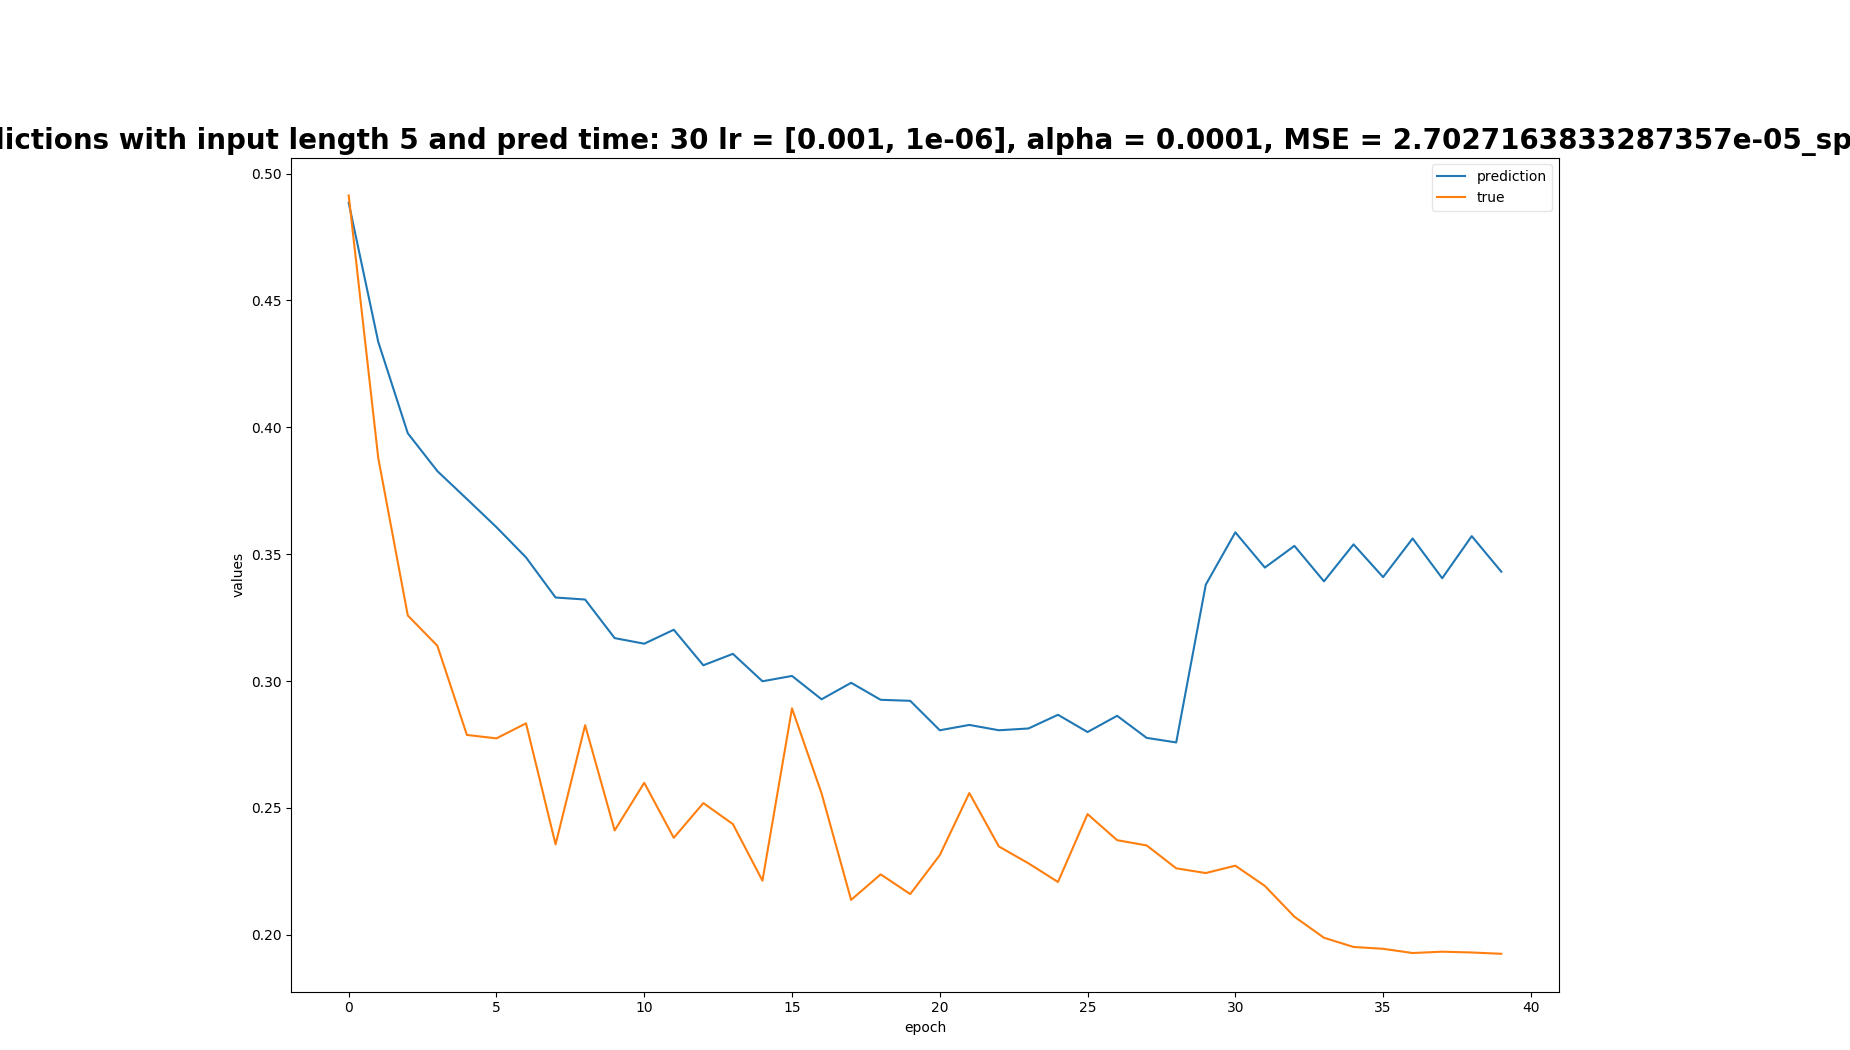 dictions with input length 5 and pred time: 30 lr = [0.001, 1e-06], alpha = 0.0001, MSE = 2.7027163833287357e-05_sp
prediction
true
0.50
0.45
0.40
0.35
0.30
0.25
0.20
values
0 5 10 15 20 25 30 35 40
epoch